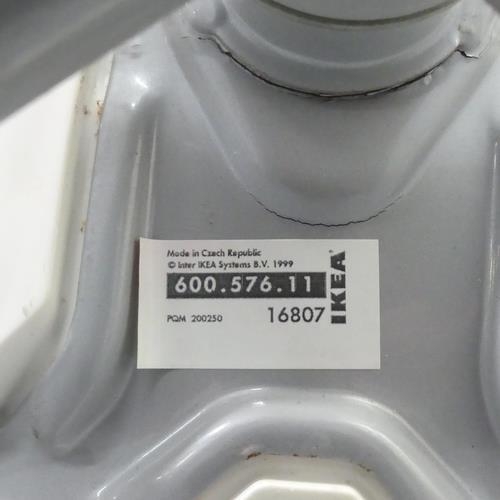 Made in Czech Republic
© Inter IKEA Systems B.V. 1999
600.576.11
PQM 200250
16807
IKEA